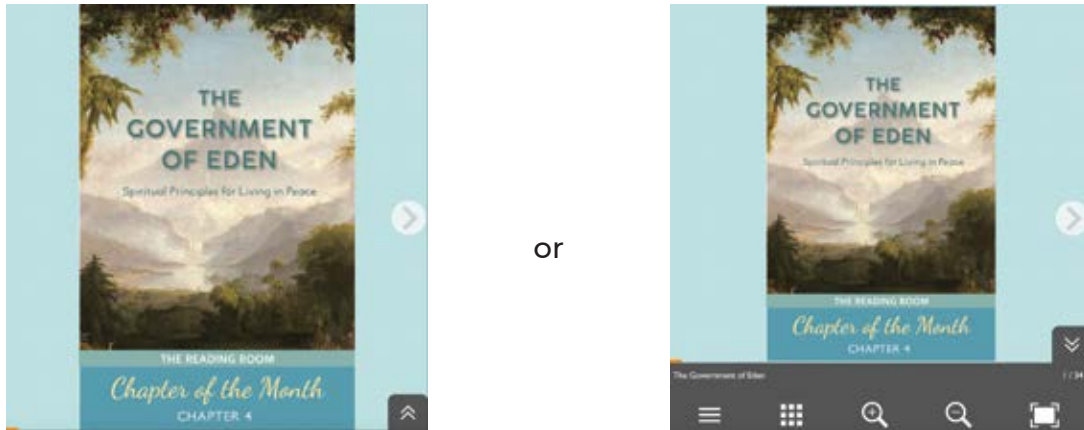 THE
GOVERNMENT
OF EDEN
Spiritual Principles for Living in Peace
THE READING ROOM
Chapter of the Month
CHAPTER 4
or
THE
GOVERNMENT
OF EDEN
Spiritual Principles for Living in Peace
THE READING ROOM
Chapter of the Month
CHAPTER 4
The Government of Eden
1 / 34